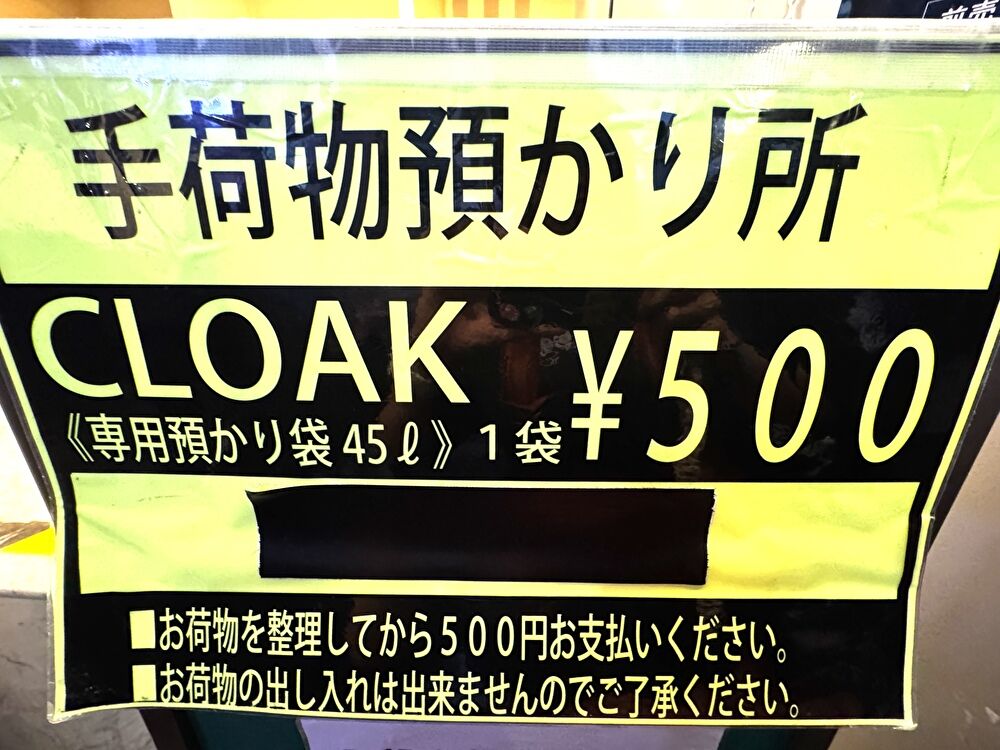 前売
手荷物預かり所
CLOAK ¥500
《専用預かり袋 45ℓ》1袋
■お荷物を整理してから500円お支払いください。
■お荷物の出し入れは出来ませんのでご了承ください。